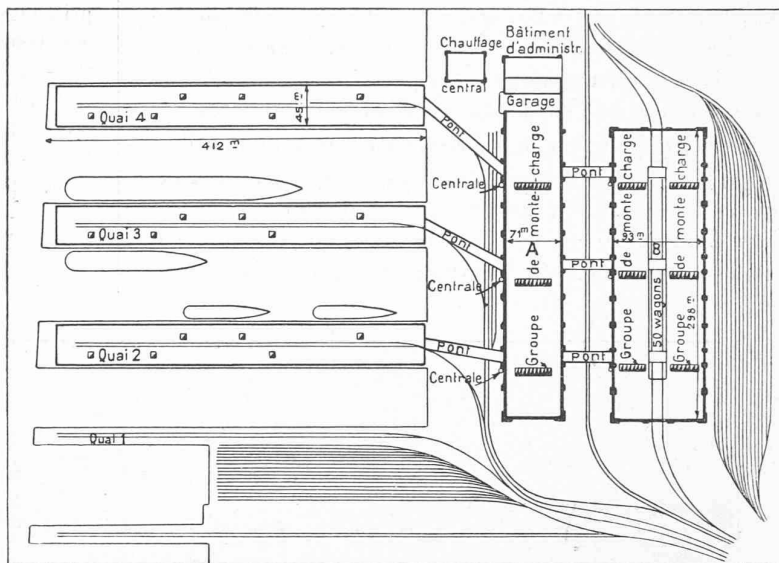 Chauffage
central
Bâtiment
d'administr.
Garage
Quai 4
45 m
412 m
Pont
Centrale
Pont
Groupe de monte-charge
71 m
A
Quai 3
Pont
Centrale
Pont
Groupe de monte charge
93 m
B
50 wagons
Groupe de monte charge
298 m
Quai 2
Pont
Centrale
Pont
Quai 1